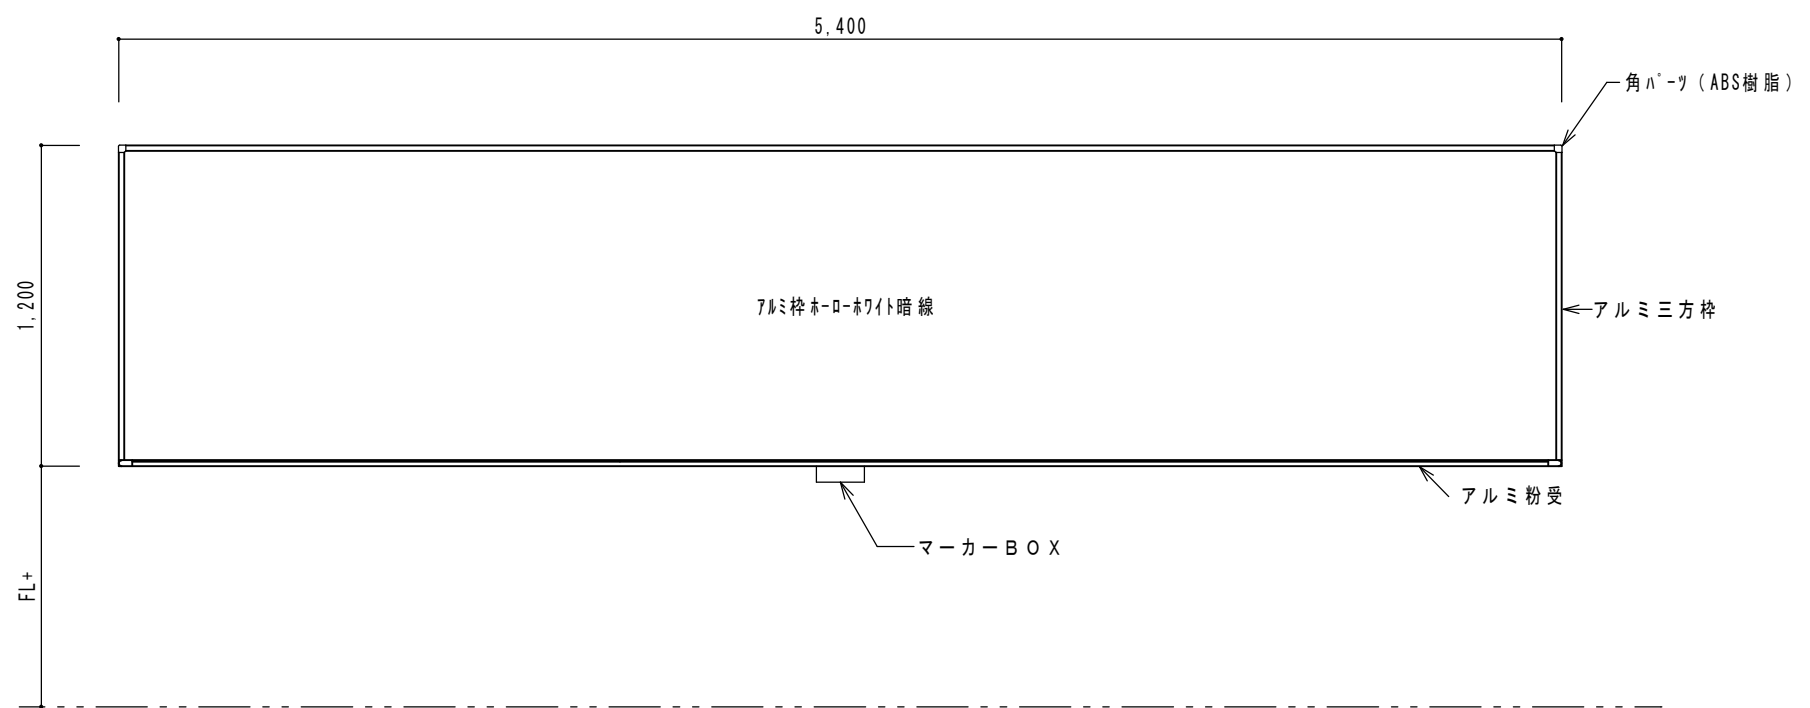 5,400
角ﾊﾟｰﾂ（ABS樹脂）
1,200
ｱﾙﾐ枠ﾎｰﾛｰﾎﾜｲﾄ暗線
アルミ三方枠
アルミ粉受
マーカーＢＯＸ
FL+